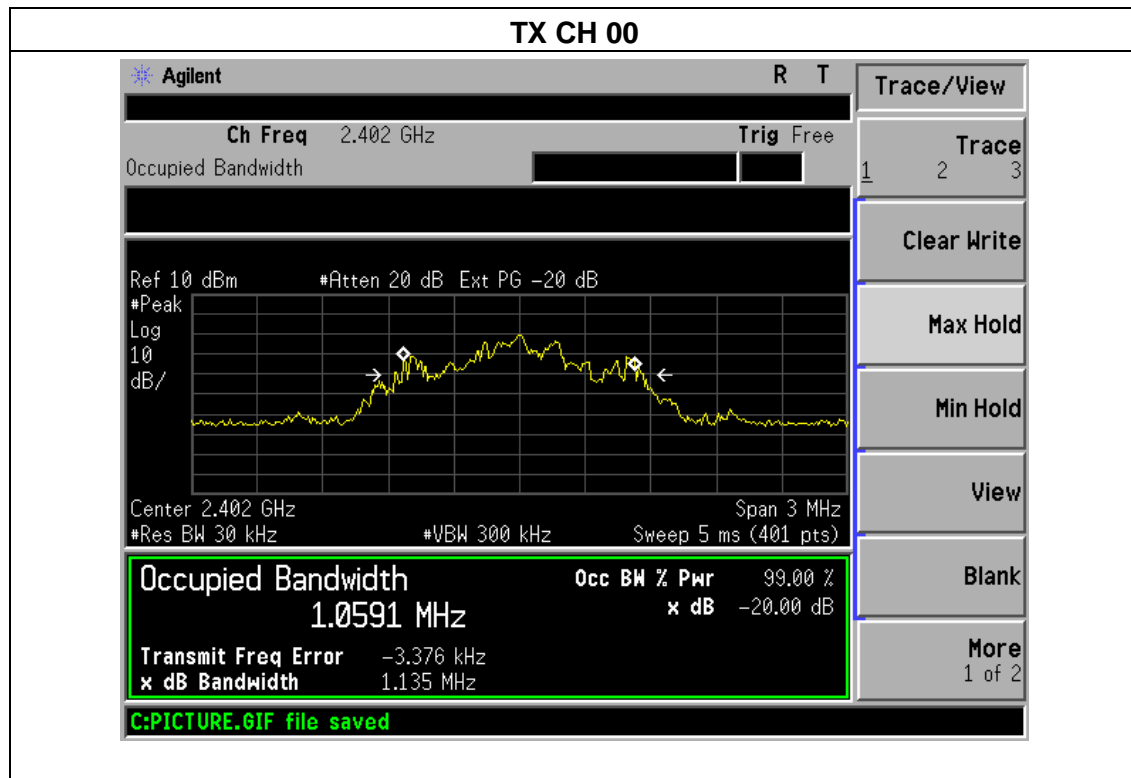 TX CH 00
Agilent R T
Ch Freq 2.402 GHz Trig Free
Occupied Bandwidth
Ref 10 dBm #Atten 20 dB Ext PG -20 dB
#Peak
Log
10
dB/
Center 2.402 GHz Span 3 MHz
#Res BW 30 kHz #VBW 300 kHz Sweep 5 ms (401 pts)
Occupied Bandwidth Occ BW % Pwr 99.00 %
1.0591 MHz x dB -20.00 dB
Transmit Freq Error -3.376 kHz
x dB Bandwidth 1.135 MHz
C:PICTURE.GIF file saved
Trace/View
Trace
1 2 3
Clear Write
Max Hold
Min Hold
View
Blank
More
1 of 2